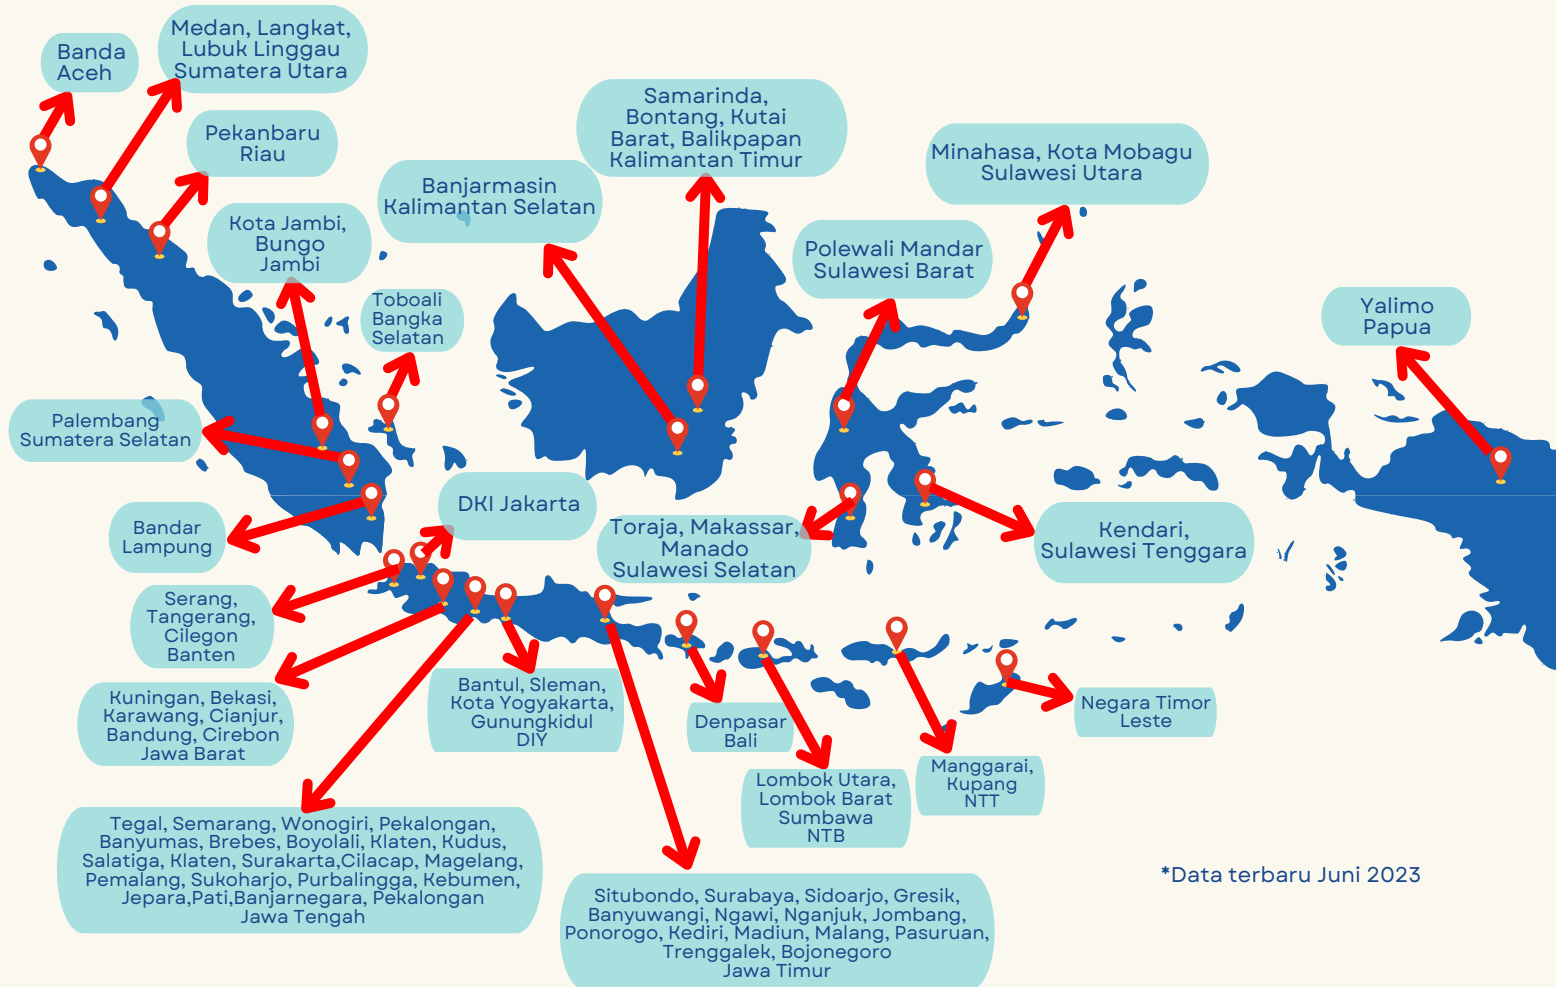 Banda
Aceh
Medan, Langkat,
Lubuk Linggau
Sumatera Utara
Pekanbaru
Riau
Kota Jambi,
Bungo
Jambi
Toboali
Bangka
Selatan
Banjarmasin
Kalimantan Selatan
Samarinda,
Bontang, Kutai
Barat, Balikpapan
Kalimantan Timur
Minahasa, Kota Mobagu
Sulawesi Utara
Polewali Mandar
Sulawesi Barat
Yalimo
Papua
Palembang
Sumatera Selatan
Bandar
Lampung
DKI Jakarta
Toraja, Makassar,
Manado
Sulawesi Selatan
Kendari,
Sulawesi Tenggara
Serang,
Tangerang,
Cilegon
Banten
Kuningan, Bekasi,
Karawang, Cianjur,
Bandung, Cirebon
Jawa Barat
Bantul, Sleman,
Kota Yogyakarta,
Gunungkidul
DIY
Denpasar
Bali
Negara Timor
Leste
Lombok Utara,
Lombok Barat
Sumbawa
NTB
Manggarai,
Kupang
NTT
Tegal, Semarang, Wonogiri, Pekalongan,
Banyumas, Brebes, Boyolali, Klaten, Kudus,
Salatiga, Klaten, Surakarta,Cilacap, Magelang,
Pemalang, Sukoharjo, Purbalingga, Kebumen,
Jepara,Pati,Banjarnegara, Pekalongan
Jawa Tengah
Situbondo, Surabaya, Sidoarjo, Gresik,
Banyuwangi, Ngawi, Nganjuk, Jombang,
Ponorogo, Kediri, Madiun, Malang, Pasuruan,
Trenggalek, Bojonegoro
Jawa Timur
*Data terbaru Juni 2023